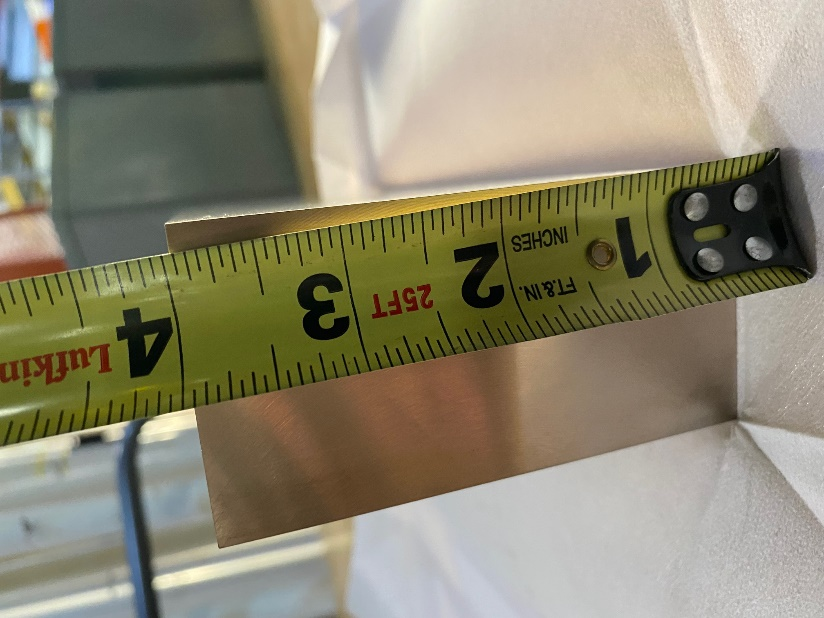 1
INCHES
FT. & IN.
2
25FT
3
4
Lufkin